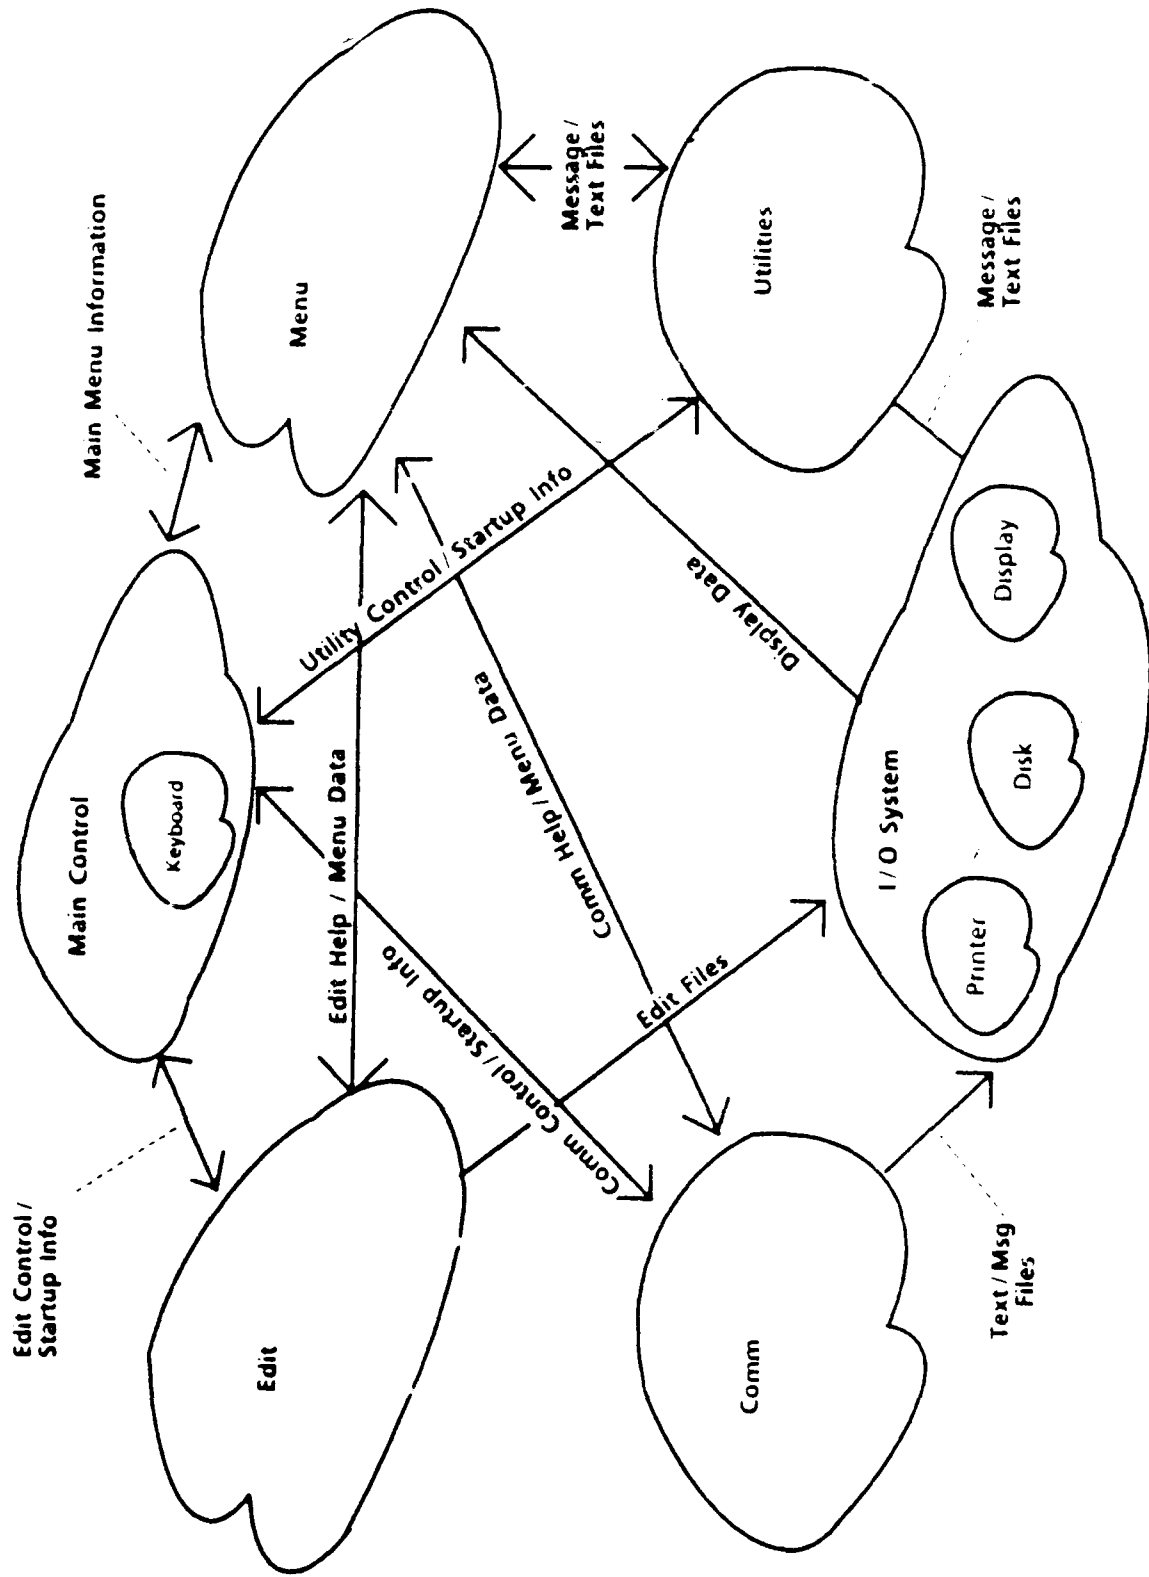 Edit Control /
Startup Info
Main Menu Information
Main Control
Keyboard
Edit
Menu
Edit Help / Menu Data
Utility Control / Startup Info
Comm Control / Startup Info
Comm Help / Menu Data
Message /
Text Files
Edit Files
Display Data
Comm
Utilities
Text / Msg
Files
I / O System
Printer
Disk
Display
Message /
Text Files